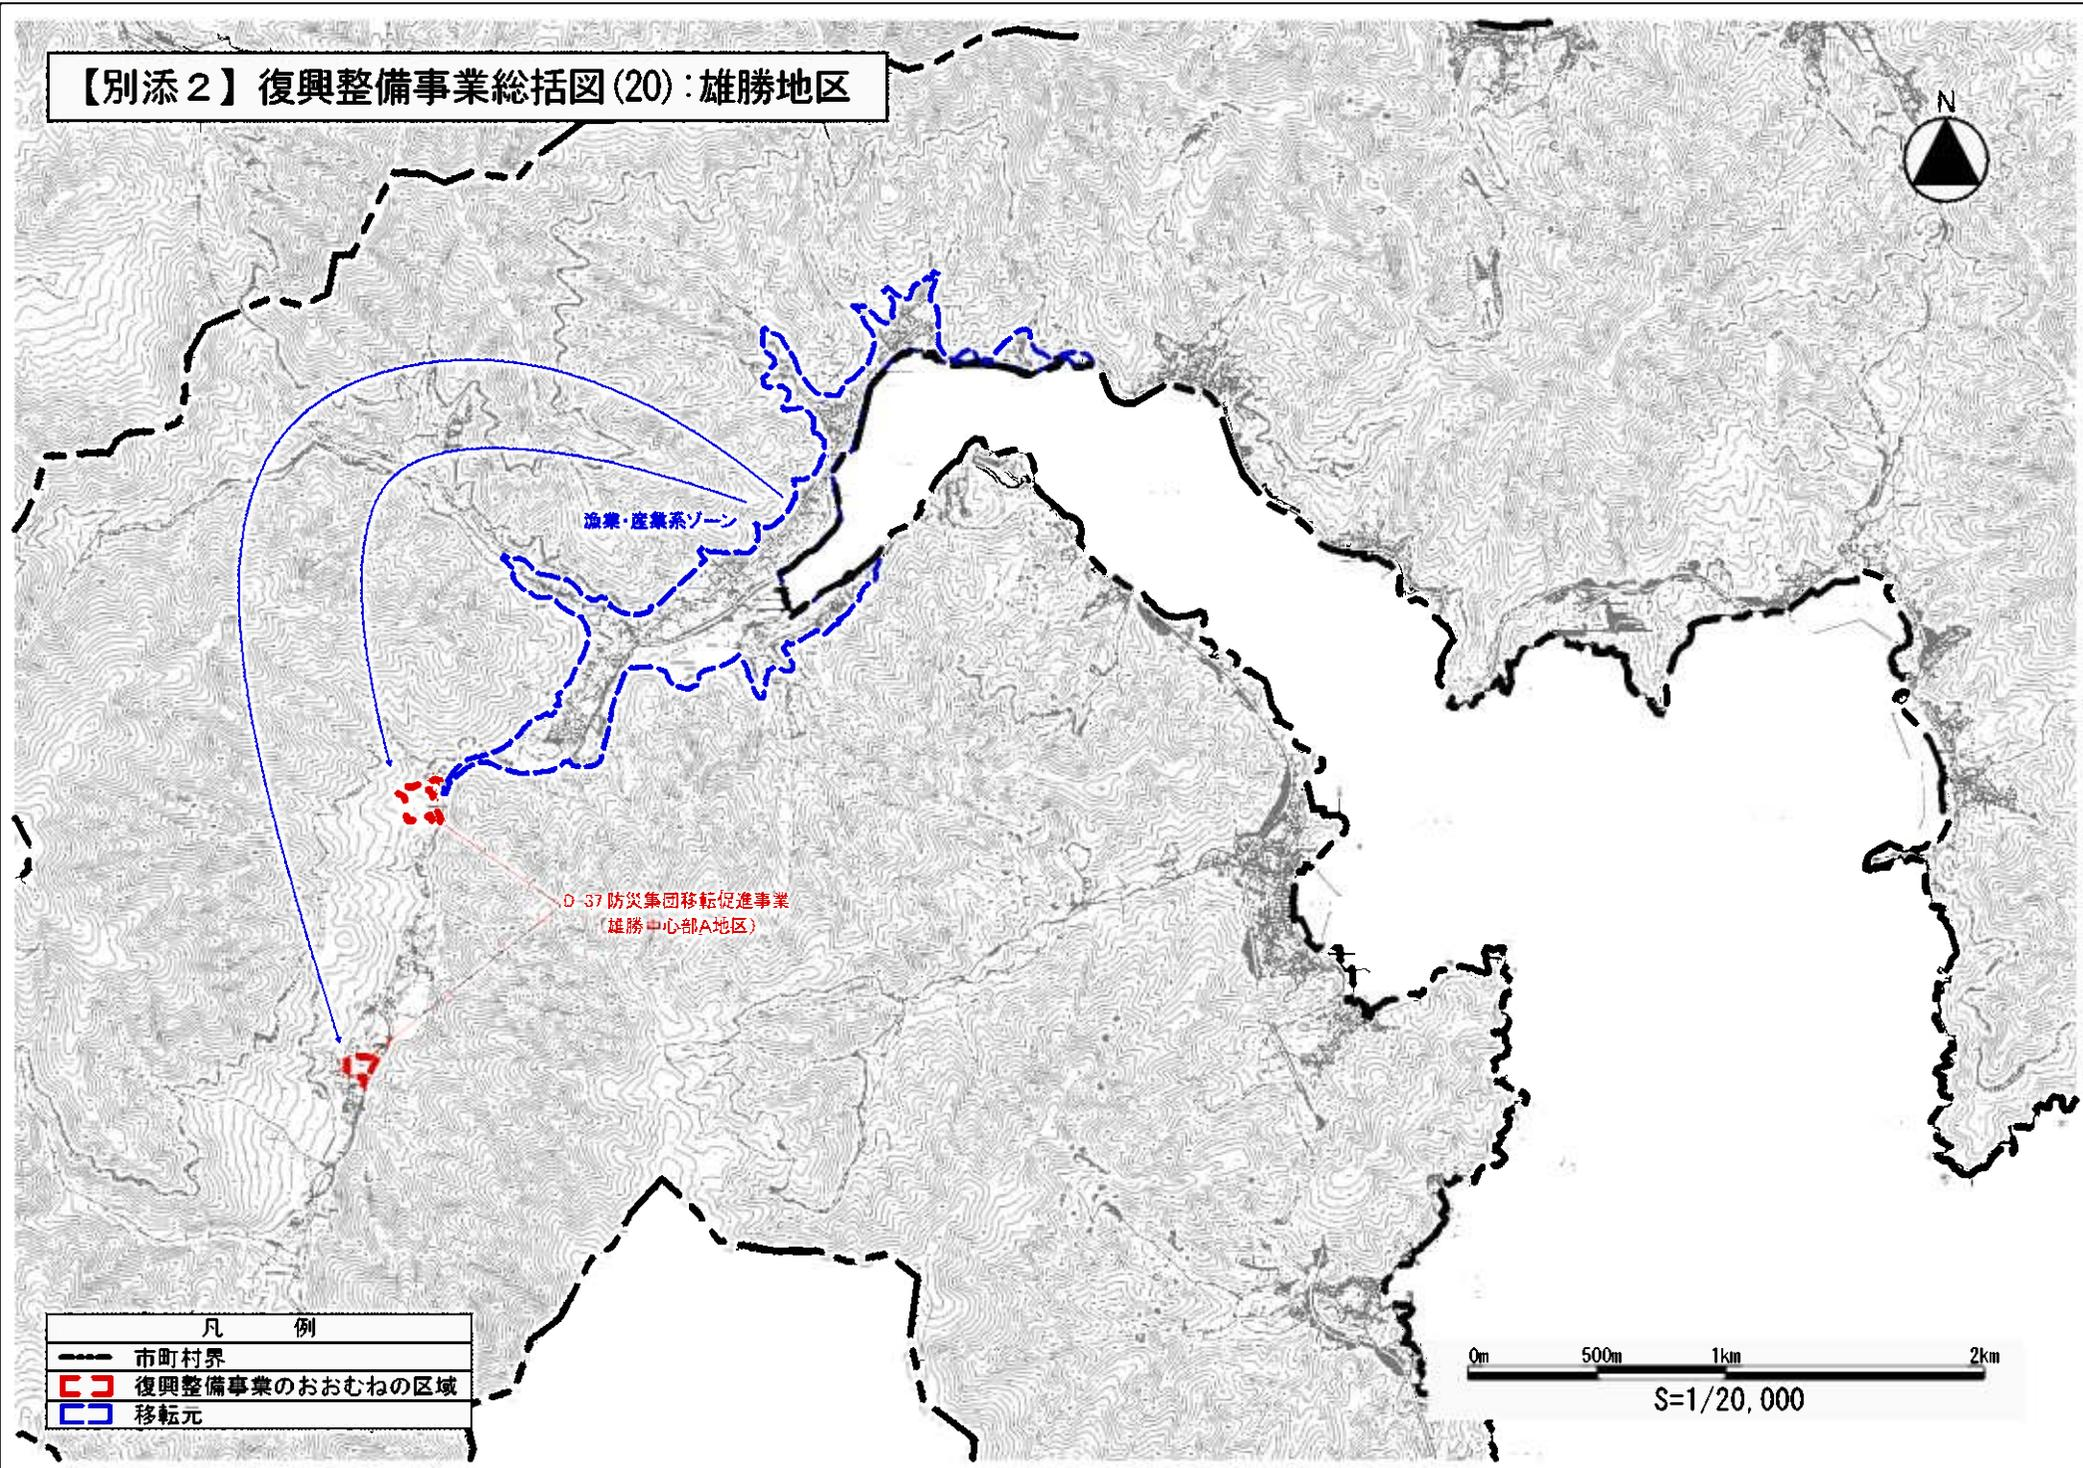 【別添２】復興整備事業総括図(20):雄勝地区
N
漁業・産業系ゾーン
D-37 防災集団移転促進事業
(雄勝中心部A地区)
凡 例
市町村界
復興整備事業のおおむねの区域
移転元
0m 500m 1km 2km
S=1/20,000